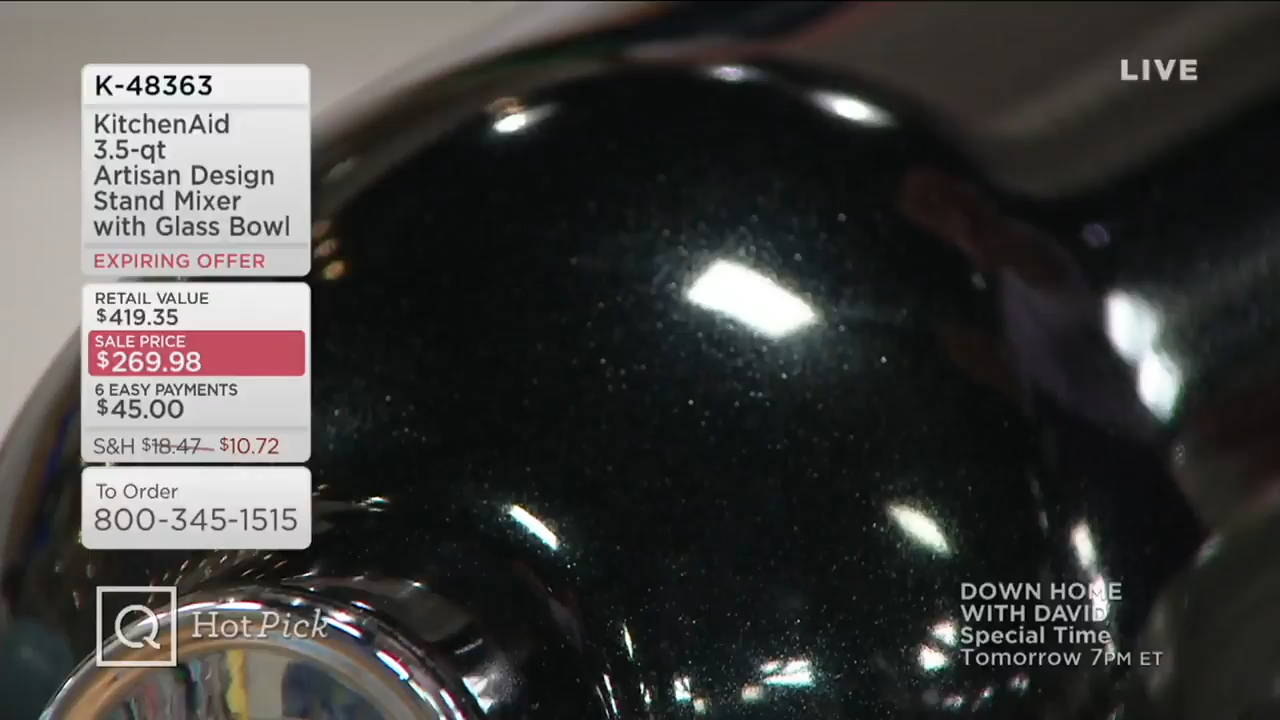 K-48363
KitchenAid
3.5-qt
Artisan Design
Stand Mixer
with Glass Bowl
EXPIRING OFFER
RETAIL VALUE
$419.35
SALE PRICE
$269.98
6 EASY PAYMENTS
$45.00
S&H $18.47 $10.72
To Order
800-345-1515
Q HotPick
LIVE
DOWN HOME
WITH DAVID
Special Time
Tomorrow 7PM ET